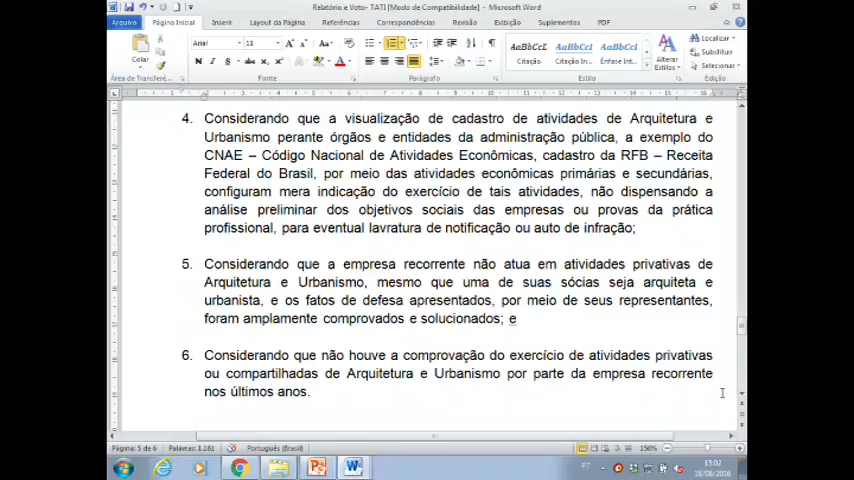 Relatório e Voto- TATI [Modo de Compatibilidade] - Microsoft Word
Arquivo Página Inicial Inserir Layout da Página Referências Correspondências Revisão Exibição Suplementos PDF
Arial 11 Localizar
Substituir
Selecionar
Colar Citação Citação In... Ênfase Int... Alterar Estilos
Área de Transferê... Fonte Parágrafo Estilo Edição
4. Considerando que a visualização de cadastro de atividades de Arquitetura e
Urbanismo perante órgãos e entidades da administração pública, a exemplo do
CNAE – Código Nacional de Atividades Econômicas, cadastro da RFB – Receita
Federal do Brasil, por meio das atividades econômicas primárias e secundárias,
configuram mera indicação do exercício de tais atividades, não dispensando a
análise preliminar dos objetivos sociais das empresas ou provas da prática
profissional, para eventual lavratura de notificação ou auto de infração;
5. Considerando que a empresa recorrente não atua em atividades privativas de
Arquitetura e Urbanismo, mesmo que uma de suas sócias seja arquiteta e
urbanista, e os fatos de defesa apresentados, por meio de seus representantes,
foram amplamente comprovados e solucionados; e
6. Considerando que não houve a comprovação do exercício de atividades privativas
ou compartilhadas de Arquitetura e Urbanismo por parte da empresa recorrente
nos últimos anos.
Página: 5 de 6 Palavras: 1.161 Português (Brasil) 150%
PT 15:02
18/08/2016